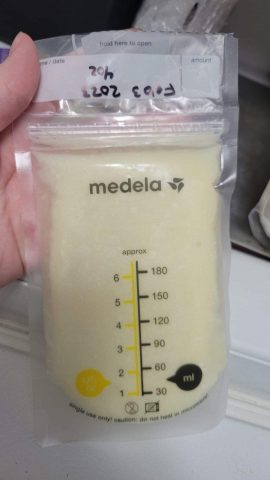 hold here to open
name / date
amount
Feb 3 2023
4oz
medela
approx
6 180
5 150
4 120
3 90
2 60
1 30
US oz
ml
single use only! caution: do not heat in microwave!